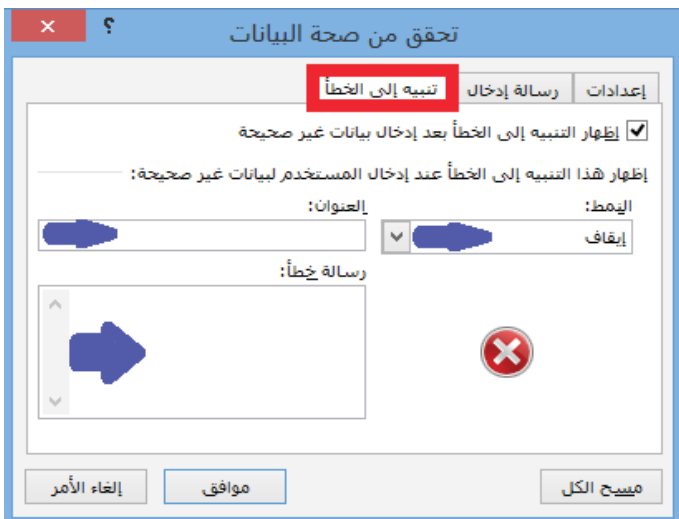 تحقق من صحة البيانات
؟
إعدادات
رسالة إدخال
تنبيه إلى الخطأ
إظهار التنبيه إلى الخطأ بعد إدخال بيانات غير صحيحة
إظهار هذا التنبيه إلى الخطأ عند إدخال المستخدم لبيانات غير صحيحة:
النمط:
العنوان:
إيقاف
رسالة خطأ:
مسح الكل
موافق
إلغاء الأمر